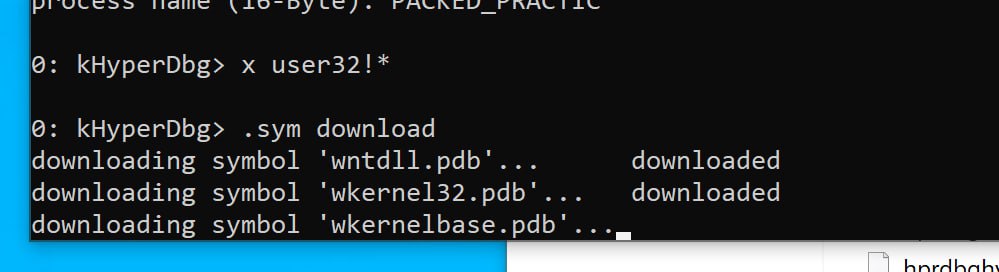 process name (16-Byte): PACKED_PRACTIC
0: kHyperDbg> x user32!*
0: kHyperDbg> .sym download
downloading symbol 'wntdll.pdb'...      downloaded
downloading symbol 'wkernel32.pdb'...   downloaded
downloading symbol 'wkernelbase.pdb'...